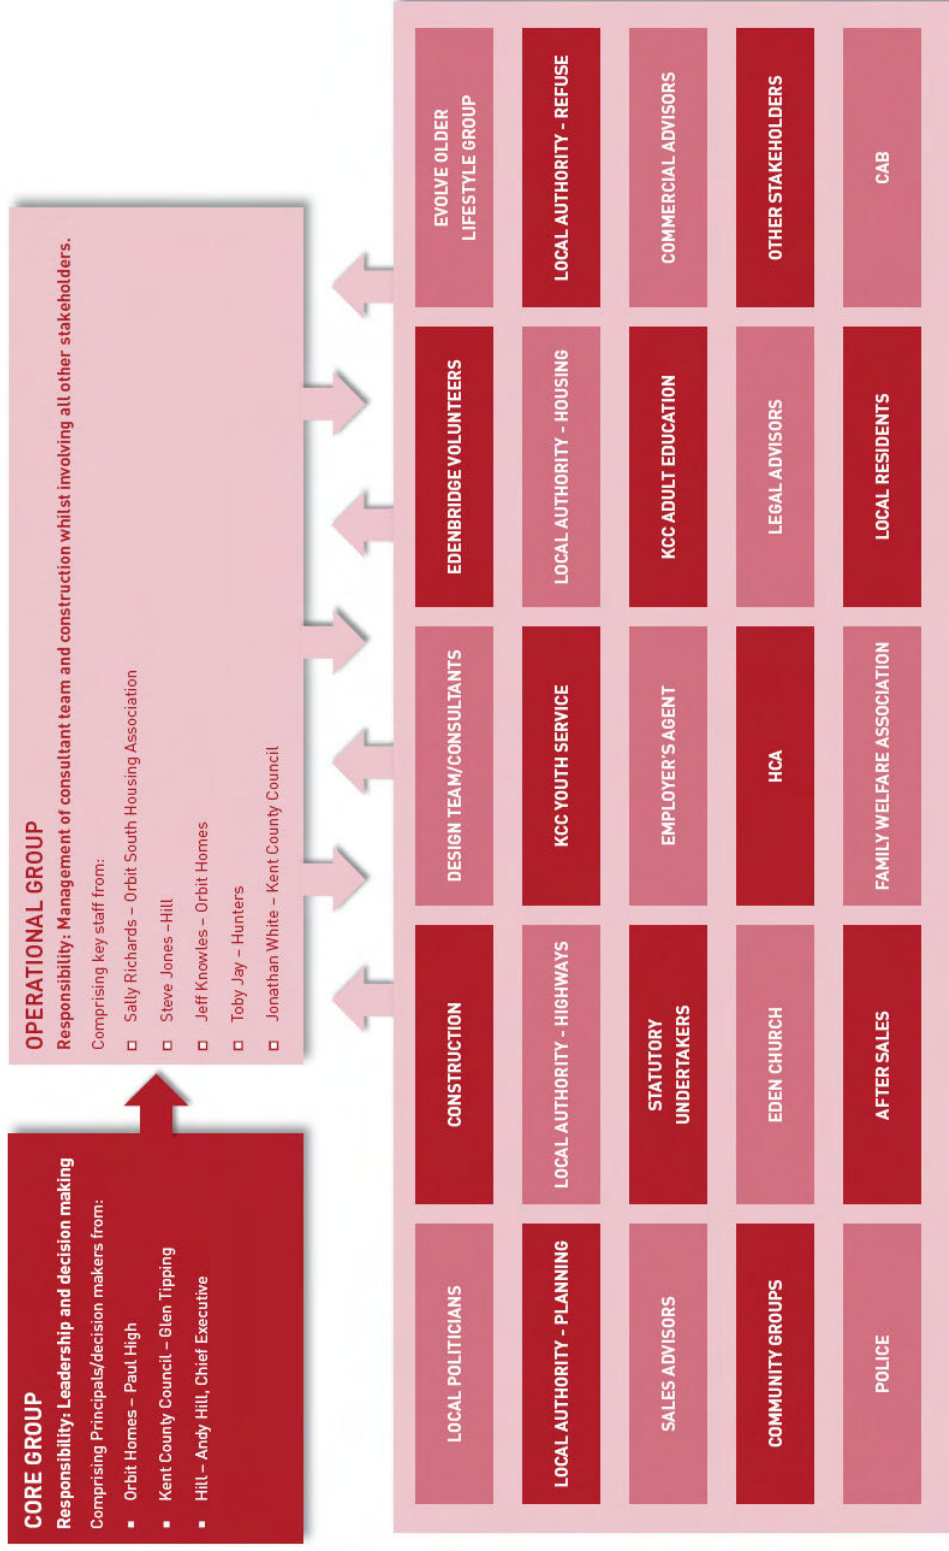 CORE GROUP
Responsibility: Leadership and decision making
Comprising Principals/decision makers from:
▪ Orbit Homes – Paul High
▪ Kent County Council – Glen Tipping
▪ Hill – Andy Hill, Chief Executive
OPERATIONAL GROUP
Responsibility: Management of consultant team and construction whilst involving all other stakeholders.
Comprising key staff from:
□ Sally Richards – Orbit South Housing Association
□ Steve Jones –Hill
□ Jeff Knowles – Orbit Homes
□ Toby Jay – Hunters
□ Jonathan White – Kent County Council
LOCAL POLITICIANS
CONSTRUCTION
DESIGN TEAM/CONSULTANTS
EDENBRIDGE VOLUNTEERS
EVOLVE OLDER
LIFESTYLE GROUP
LOCAL AUTHORITY - PLANNING
LOCAL AUTHORITY - HIGHWAYS
KCC YOUTH SERVICE
LOCAL AUTHORITY - HOUSING
LOCAL AUTHORITY - REFUSE
SALES ADVISORS
STATUTORY
UNDERTAKERS
EMPLOYER'S AGENT
KCC ADULT EDUCATION
COMMERCIAL ADVISORS
COMMUNITY GROUPS
EDEN CHURCH
HCA
LEGAL ADVISORS
OTHER STAKEHOLDERS
POLICE
AFTER SALES
FAMILY WELFARE ASSOCIATION
LOCAL RESIDENTS
CAB